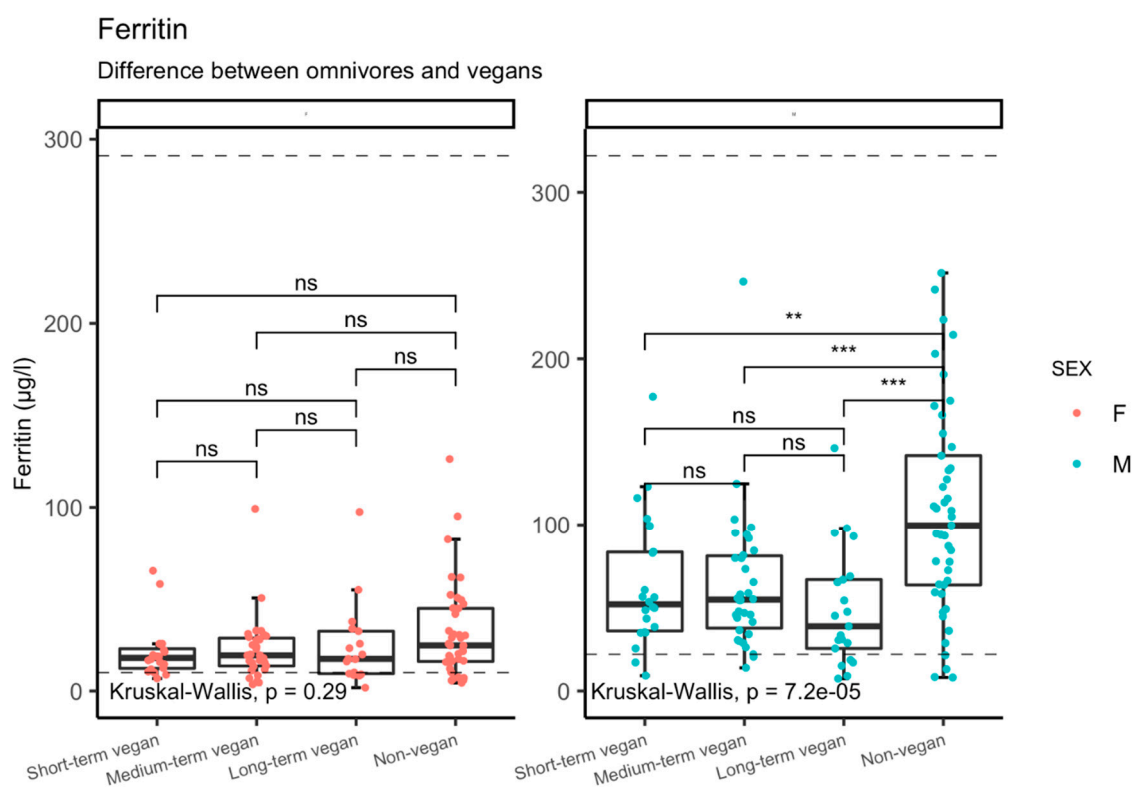 Ferritin
Difference between omnivores and vegans
F
M
Ferritin (µg/l)
300
200
100
0
ns
ns
ns
ns
ns
ns
Kruskal-Wallis, p = 0.29
Short-term vegan
Medium-term vegan
Long-term vegan
Non-vegan
300
200
100
0
**
***
***
ns
ns
ns
Kruskal-Wallis, p = 7.2e-05
Short-term vegan
Medium-term vegan
Long-term vegan
Non-vegan
SEX
F
M